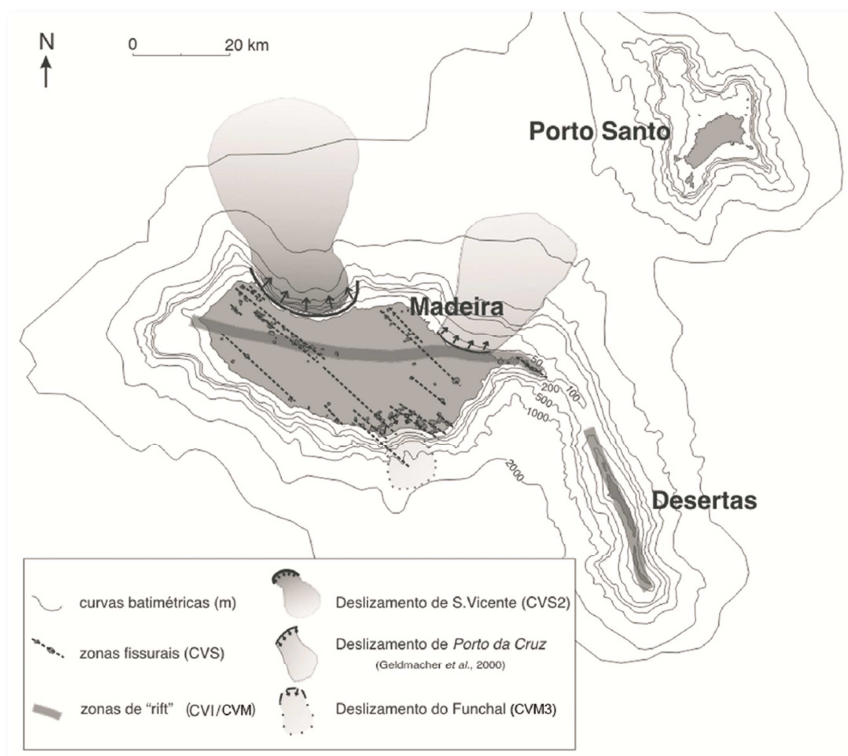 N
0 20 km
Porto Santo
Madeira
50
200 100
500
1000
2000
Desertas
curvas batimétricas (m)
zonas fissurais (CVS)
zonas de “rift” (CVI/CVM)
Deslizamento de S.Vicente (CVS2)
Deslizamento de Porto da Cruz
(Geldmacher et al., 2000)
Deslizamento do Funchal (CVM3)